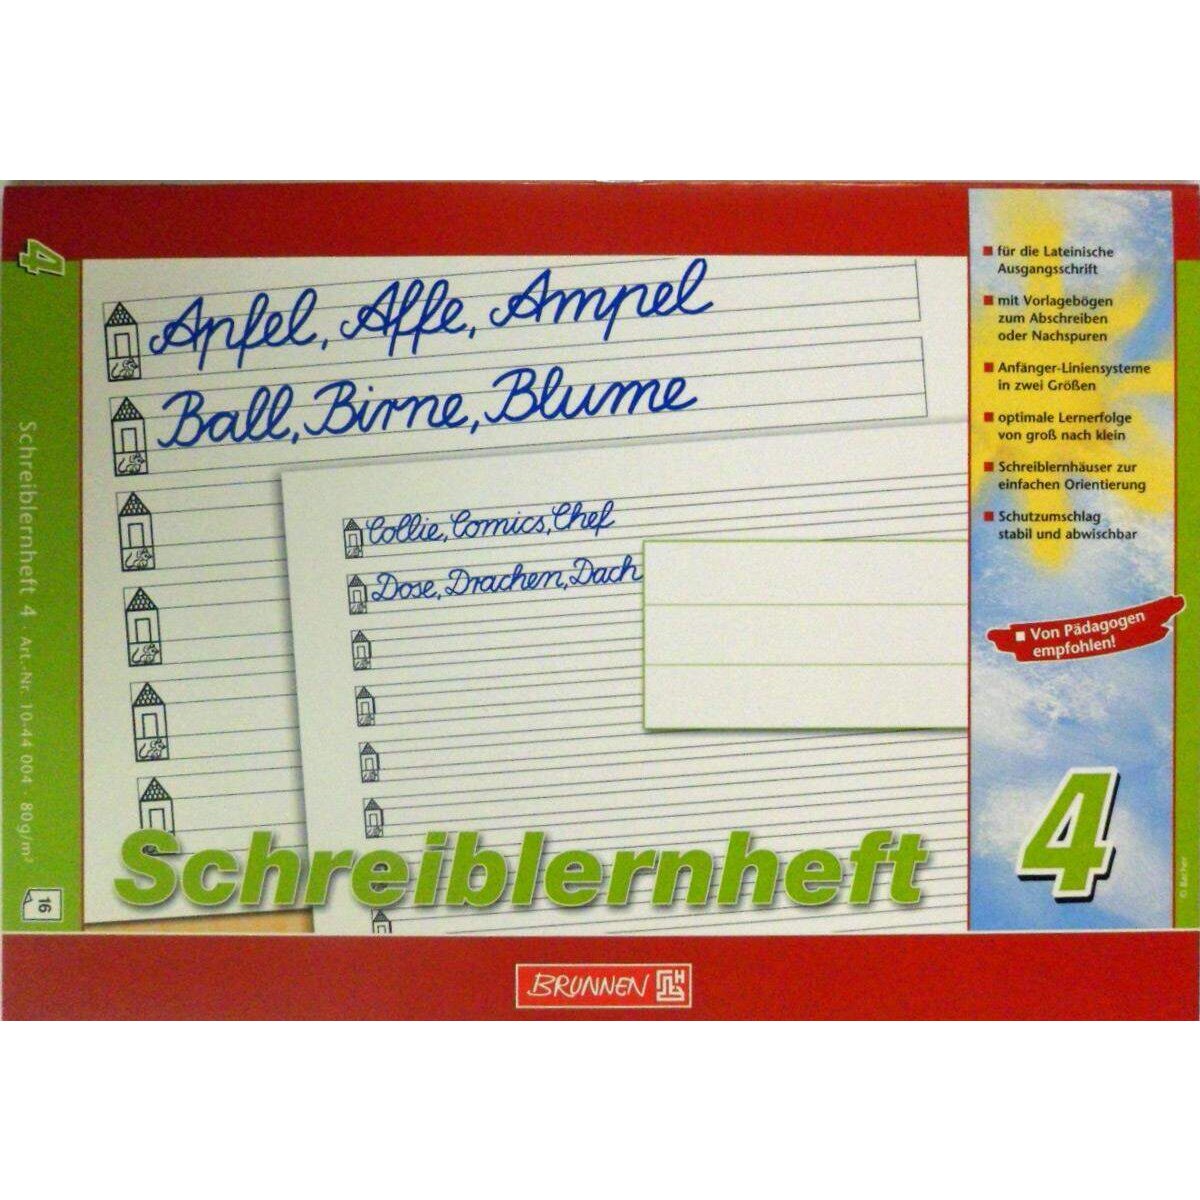 4
Schreiblernheft 4 Art.-Nr. 10-44 004 80g/m²
16
Apfel, Affe, Ampel
Ball, Birne, Blume
Collie, Comics, Chef
Dose, Drachen, Dach
Schreiblernheft
für die Lateinische
Ausgangsschrift
mit Vorlagebögen
zum Abschreiben
oder Nachspuren
Anfänger-Liniensysteme
in zwei Größen
optimale Lernerfolge
von groß nach klein
Schreiblernhäuser zur
einfachen Orientierung
Schutzumschlag
stabil und abwischbar
Von Pädagogen
empfohlen!
4
BRUNNEN